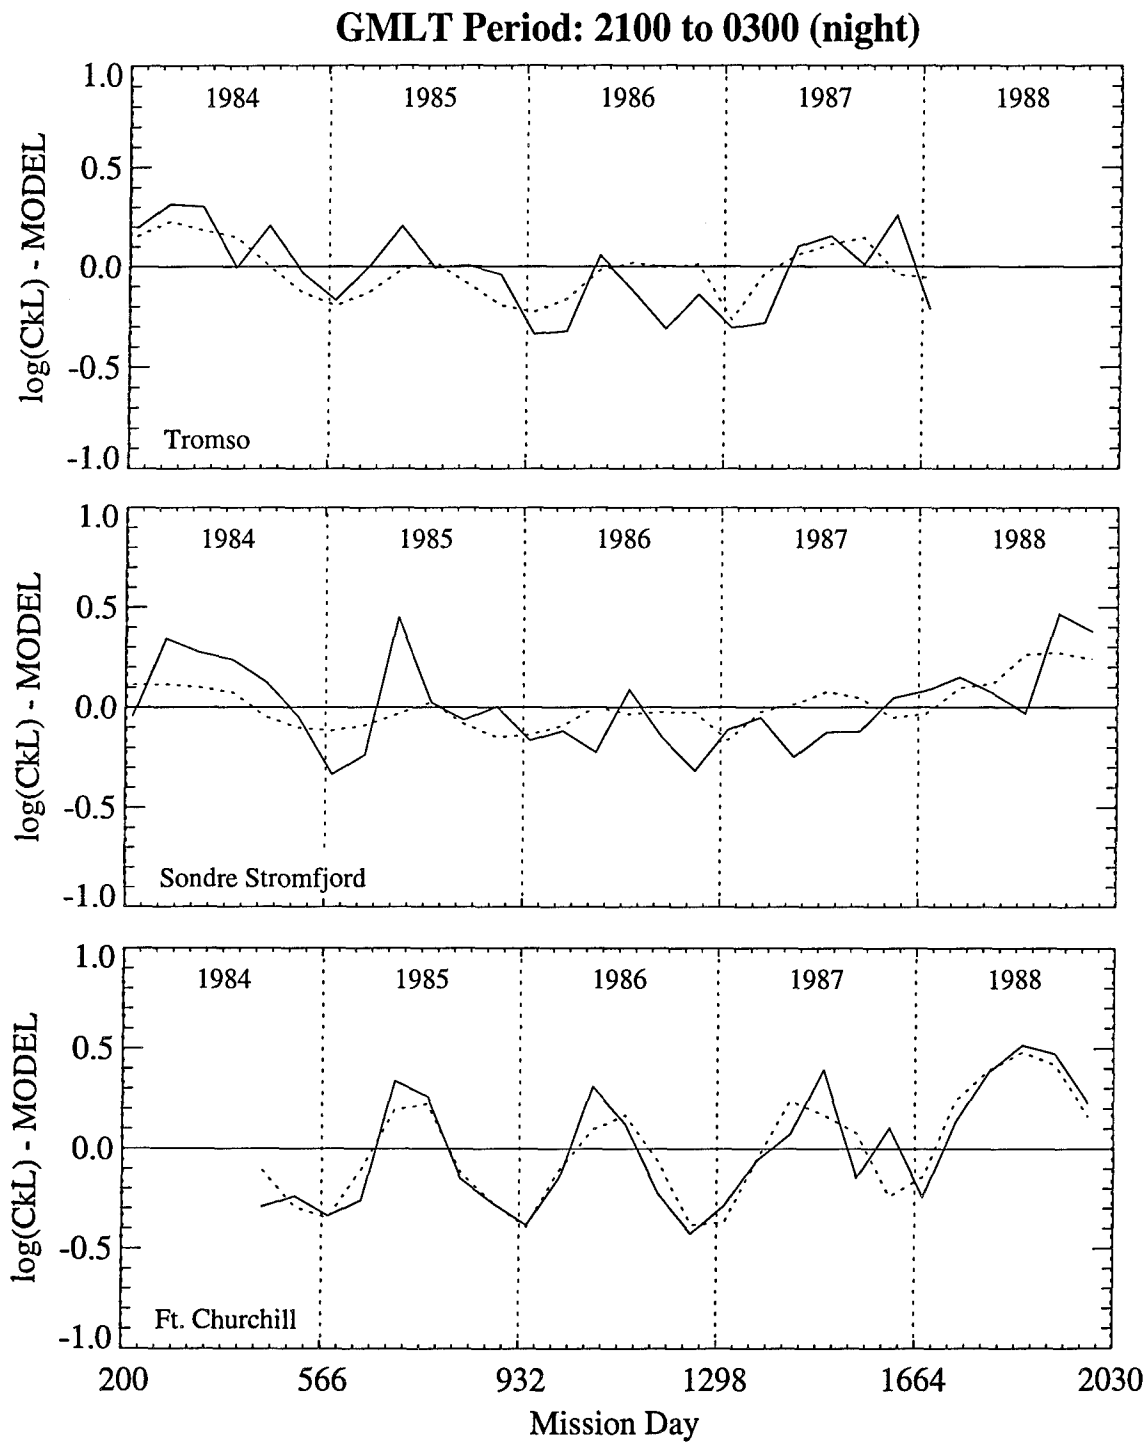 GMLT Period: 2100 to 0300 (night)
1.0
1984 1985 1986 1987 1988
0.5
0.0
-0.5
-1.0
log(CkL) - MODEL
Tromso
1.0
1984 1985 1986 1987 1988
0.5
0.0
-0.5
-1.0
log(CkL) - MODEL
Sondre Stromfjord
1.0
1984 1985 1986 1987 1988
0.5
0.0
-0.5
-1.0
log(CkL) - MODEL
Ft. Churchill
200 566 932 1298 1664 2030
Mission Day